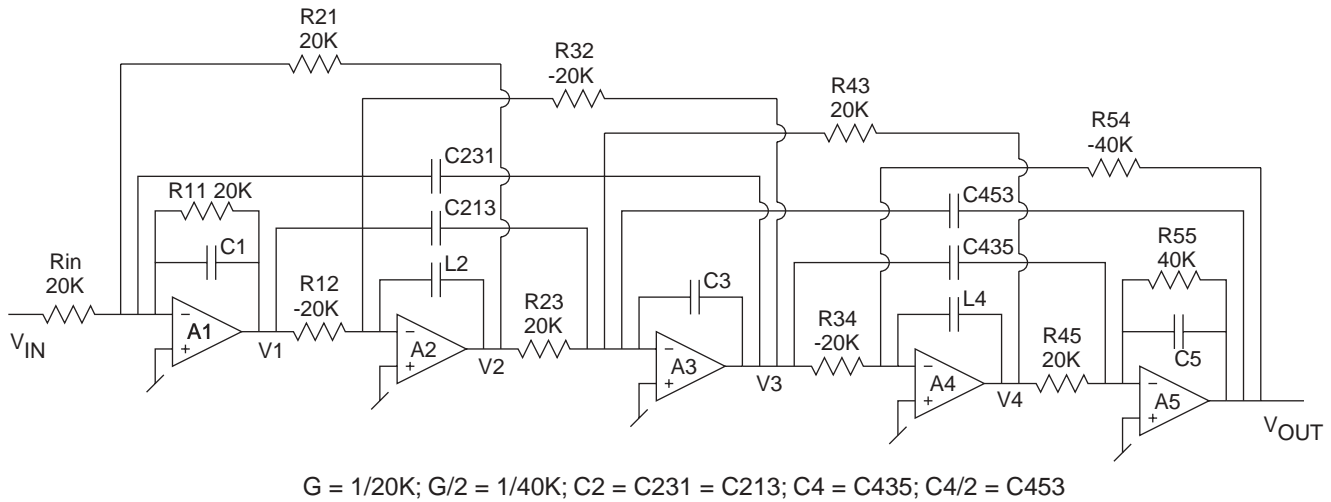 R21
20K
R32
-20K
R43
20K
R54
-40K
C231
R11 20K
C213
C453
R55
40K
C1
L2
C435
Rin
20K
R12
-20K
R23
20K
C3
R34
-20K
L4
R45
20K
C5
VIN
−
+
A1
V1
−
+
A2
V2
−
+
A3
V3
−
+
A4
V4
−
+
A5
VOUT
G = 1/20K; G/2 = 1/40K; C2 = C231 = C213; C4 = C435; C4/2 = C453